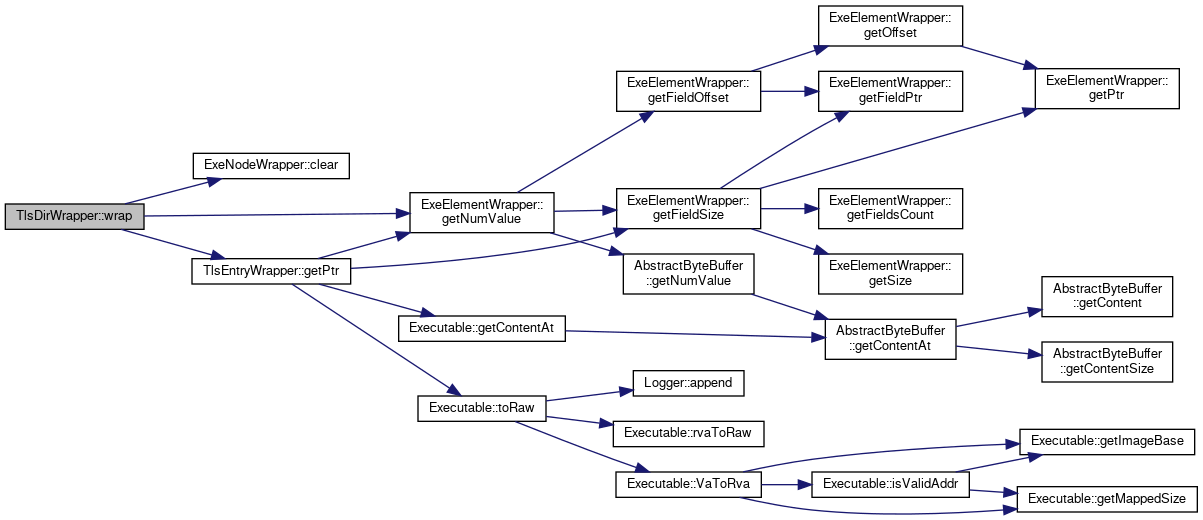 TlsDirWrapper::wrap
ExeNodeWrapper::clear
TlsEntryWrapper::getPtr
ExeElementWrapper::
getNumValue
Executable::getContentAt
Executable::toRaw
ExeElementWrapper::
getFieldOffset
ExeElementWrapper::
getFieldSize
AbstractByteBuffer
::getNumValue
Logger::append
Executable::rvaToRaw
Executable::VaToRva
ExeElementWrapper::
getOffset
ExeElementWrapper::
getFieldPtr
ExeElementWrapper::
getFieldsCount
ExeElementWrapper::
getSize
AbstractByteBuffer
::getContentAt
Executable::isValidAddr
ExeElementWrapper::
getPtr
AbstractByteBuffer
::getContent
AbstractByteBuffer
::getContentSize
Executable::getImageBase
Executable::getMappedSize